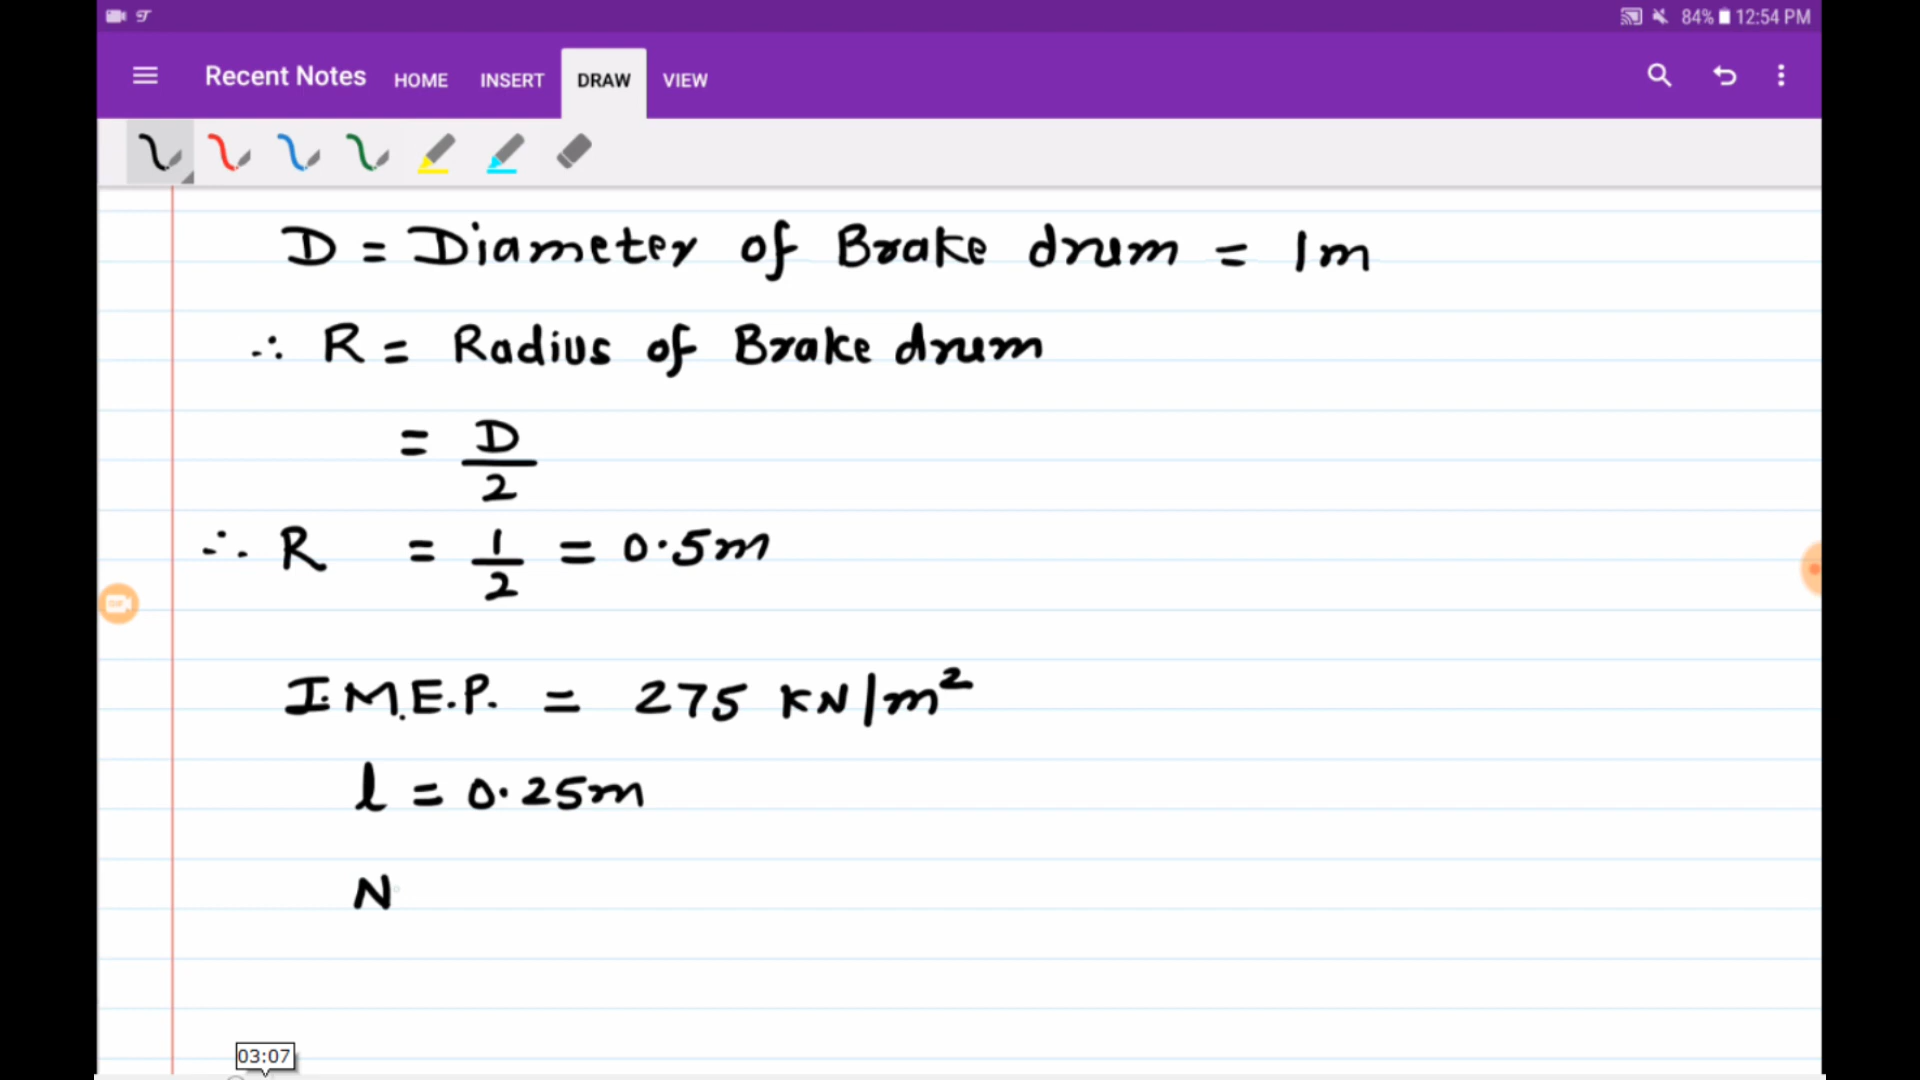 84% 12:54 PM
Recent Notes HOME INSERT DRAW VIEW
D = Diameter of Brake drum = 1m
∴ R = Radius of Brake drum
= D/2
∴ R = 1/2 = 0.5m
I.M.E.P. = 275 KN/m²
l = 0.25m
N
03:07